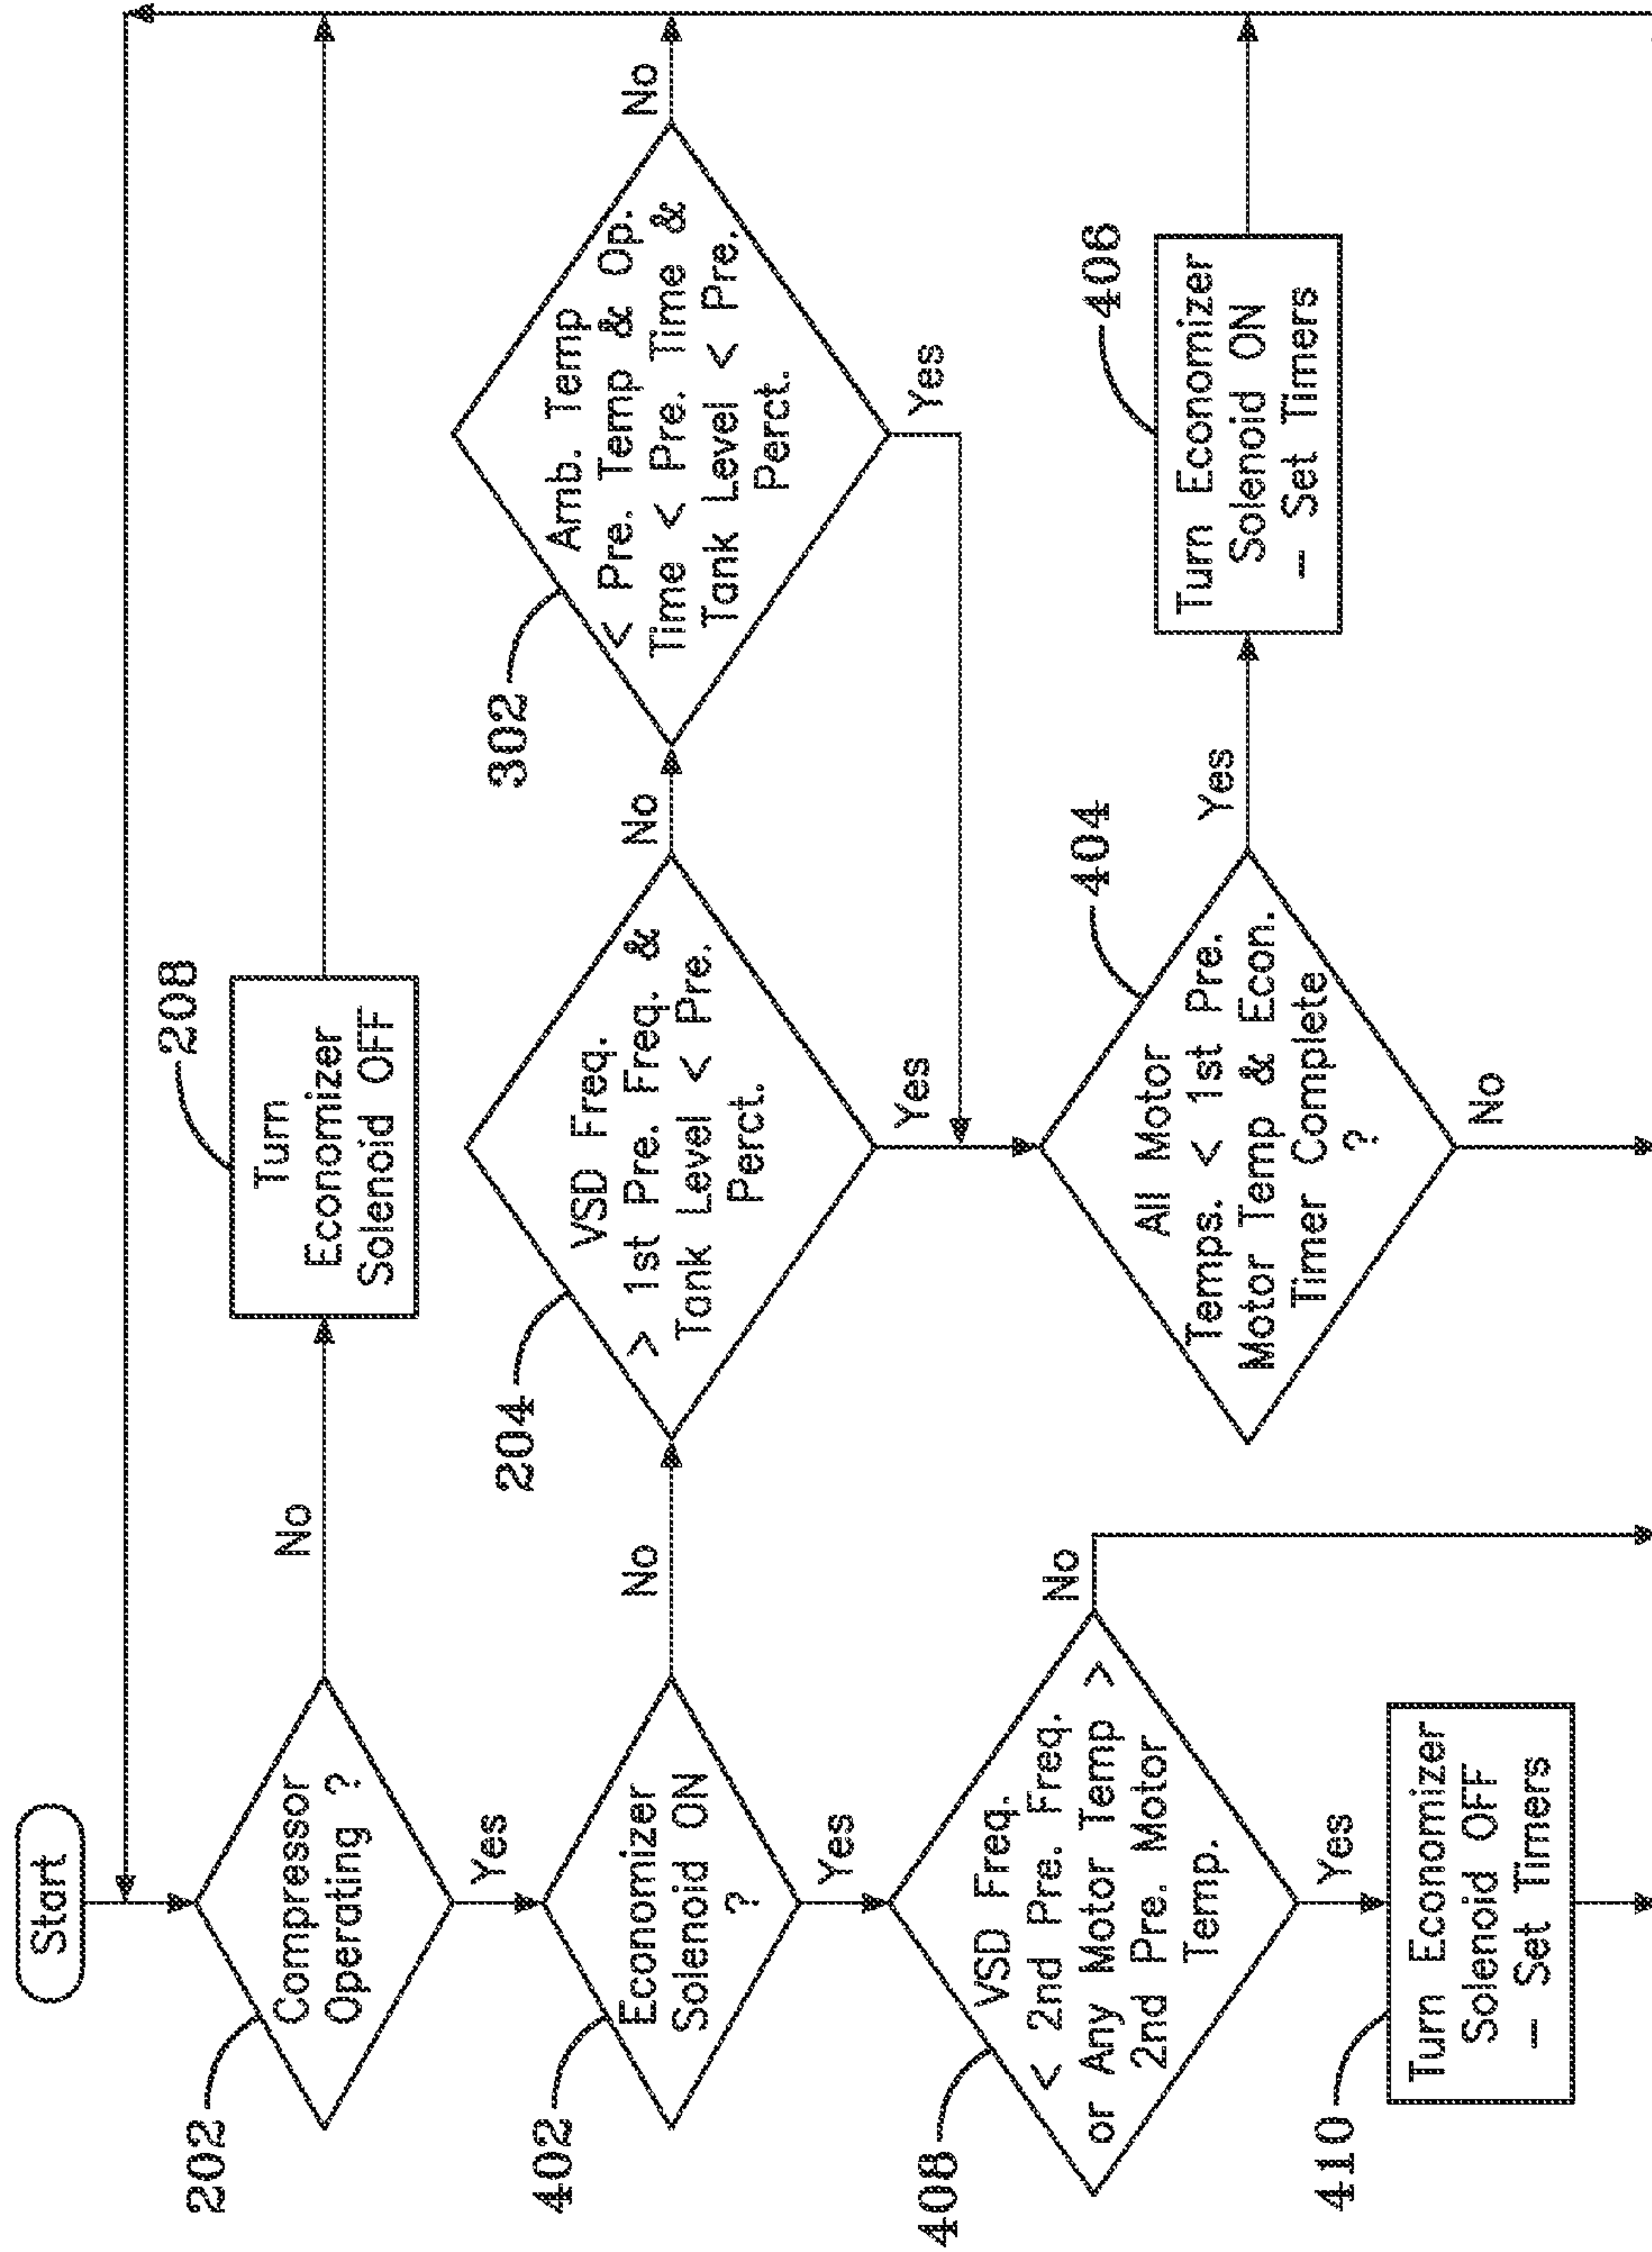 Start
202
Compressor
Operating ?
No
Yes
208
Turn
Economizer
Solenoid OFF
402
Economizer
Solenoid ON
?
No
Yes
204
VSD Freq.
> 1st Pre. Freq. &
Tank Level < Pre.
Perct.
No
Yes
302
Amb. Temp
< Pre. Temp & Op.
Time < Pre. Time &
Tank Level < Pre.
Perct.
No
Yes
408
VSD Freq.
< 2nd Pre. Freq.
or Any Motor Temp >
2nd Pre. Motor
Temp.
No
Yes
404
All Motor
Temps. < 1st Pre.
Motor Temp & Econ.
Timer Complete
?
Yes
No
406
Turn Economizer
Solenoid ON
- Set Timers
410
Turn Economizer
Solenoid OFF
- Set Timers